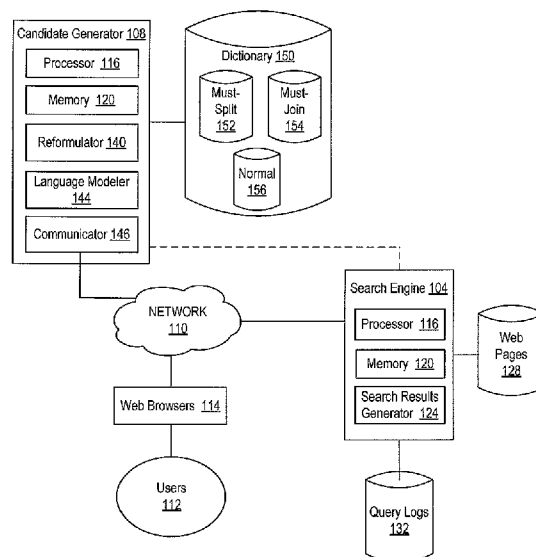 Candidate Generator 108
Processor 116
Memory 120
Reformulator 140
Language Modeler
144
Communicator 146
Dictionary 150
Must-
Split
152
Must-
Join
154
Normal
156
NETWORK
110
Search Engine 104
Processor 116
Memory 120
Search Results
Generator 124
Web
Pages
128
Web Browsers 114
Users
112
Query Logs
132